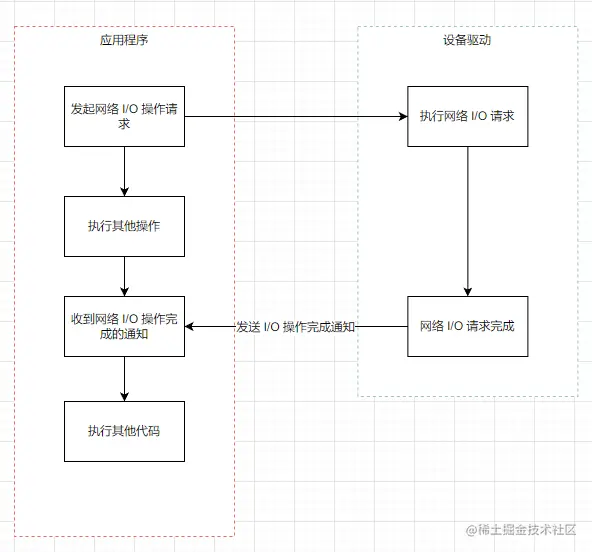 应用程序
设备驱动
发起网络 I/O 操作请
求
执行网络 I/O 请求
执行其他操作
收到网络 I/O 操作完
成的通知
发送 I/O 操作完成通知
网络 I/O 请求完成
执行其他代码
@稀土掘金技术社区